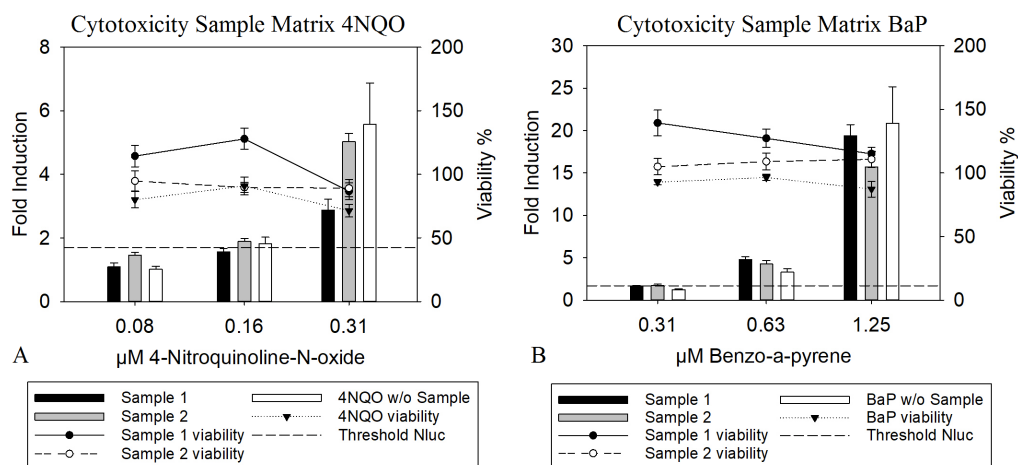 Cytotoxicity Sample Matrix 4NQO
8
6
4
2
0
Fold Induction
200
150
100
50
0
Viability %
0.08 0.16 0.31
A
µM 4-Nitroquinoline-N-oxide
Sample 1
Sample 2
Sample 1 viability
Sample 2 viability
4NQO w/o Sample
4NQO viability
Threshold Nluc
Cytotoxicity Sample Matrix BaP
30
25
20
15
10
5
0
Fold Induction
200
150
100
50
0
Viability %
0.31 0.63 1.25
B
µM Benzo-a-pyrene
Sample 1
Sample 2
Sample 1 viability
Sample 2 viability
BaP w/o Sample
BaP viability
Threshold Nluc